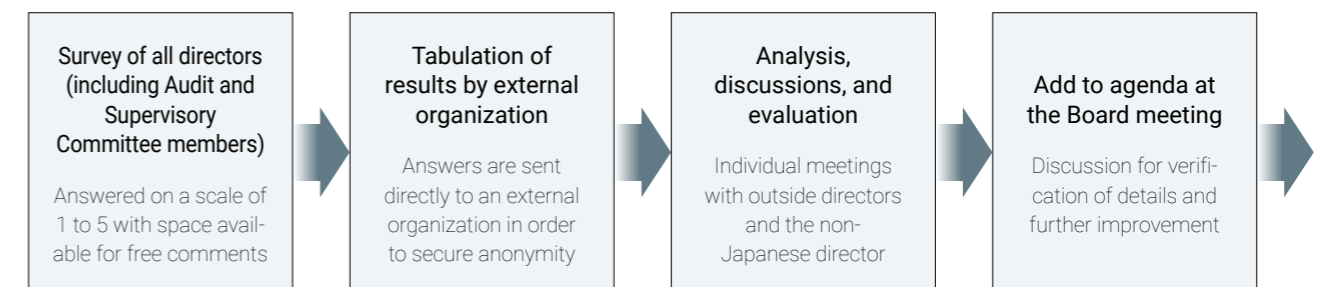 Survey of all directors
(including Audit and
Supervisory
Committee members)
Answered on a scale of
1 to 5 with space avail-
able for free comments
Tabulation of
results by external
organization
Answers are sent
directly to an external
organization in order
to secure anonymity
Analysis,
discussions, and
evaluation
Individual meetings
with outside directors
and the non-
Japanese director
Add to agenda at
the Board meeting
Discussion for verifi-
cation of details and
further improvement